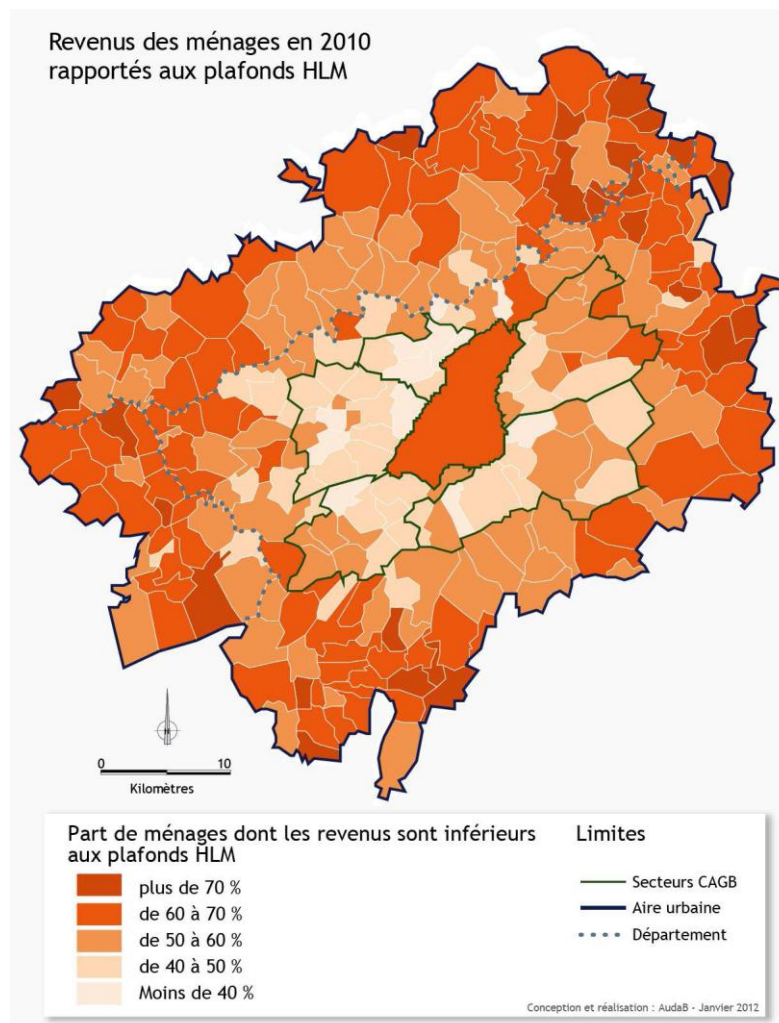 Revenus des ménages en 2010
rapportés aux plafonds HLM
N
0 10
Kilomètres
Part de ménages dont les revenus sont inférieurs
aux plafonds HLM
plus de 70 %
de 60 à 70 %
de 50 à 60 %
de 40 à 50 %
Moins de 40 %
Limites
Secteurs CAGB
Aire urbaine
Département
Conception et réalisation : AudaB - Janvier 2012